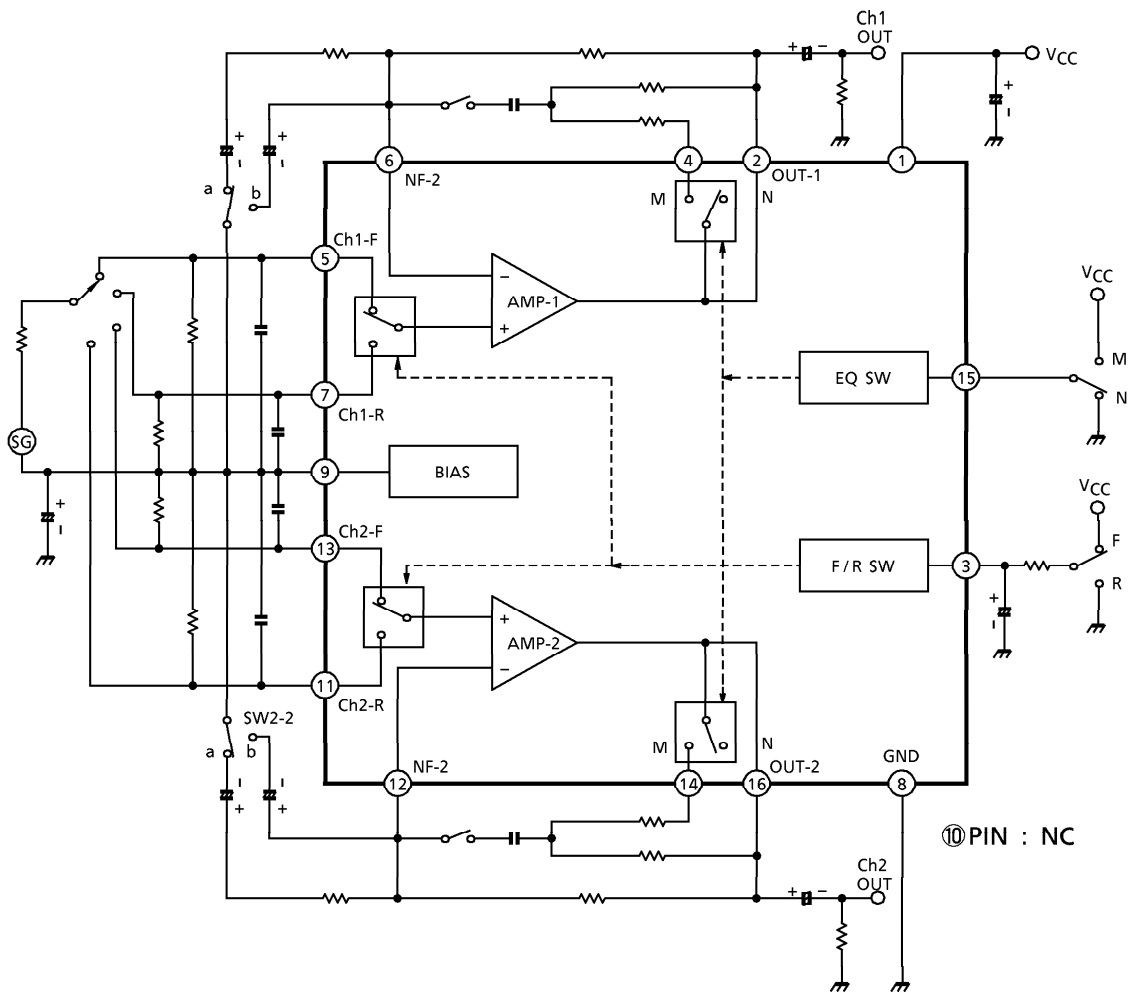 Ch1
OUT
+ −
VCC
+
−
+
−
+
−
a
b
6
NF-2
4
2
OUT-1
1
M
N
Ch1-F
5
−
AMP-1
+
VCC
M
N
EQ SW
15
7
Ch1-R
SG
9
BIAS
+
−
VCC
F
R
Ch2-F
13
F/R SW
3
+
−
+
AMP-2
−
11
Ch2-R
SW2-2
a
b
M
N
NF-2
OUT-2
GND
12
14
16
8
−
+
−
+
⑩PIN : NC
Ch2
OUT
+ −